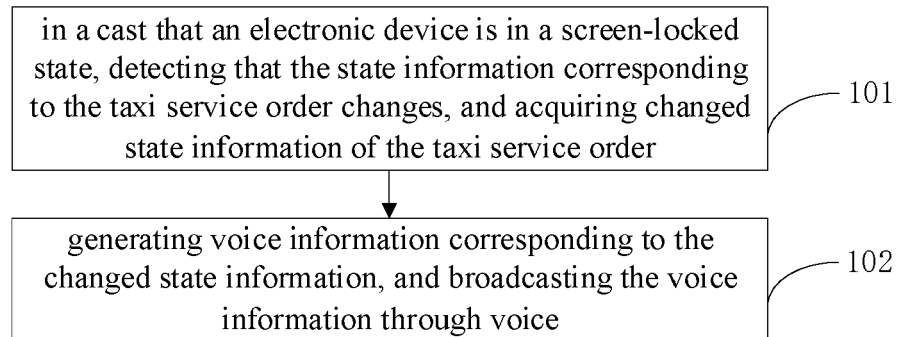 in a cast that an electronic device is in a screen-locked
state, detecting that the state information corresponding
to the taxi service order changes, and acquiring changed
state information of the taxi service order
101
generating voice information corresponding to the
changed state information, and broadcasting the voice
information through voice
102